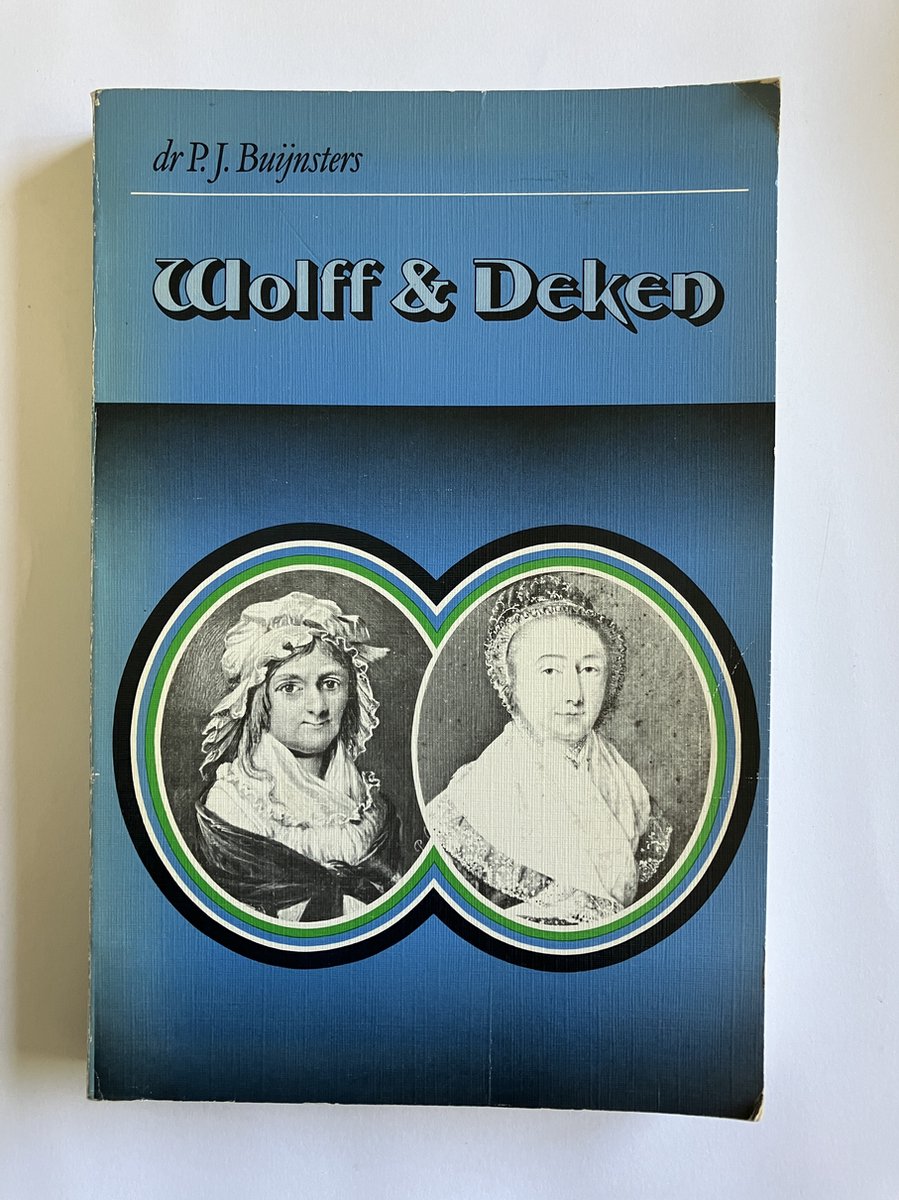 dr P. J. Buijnsters
Wolff & Deken